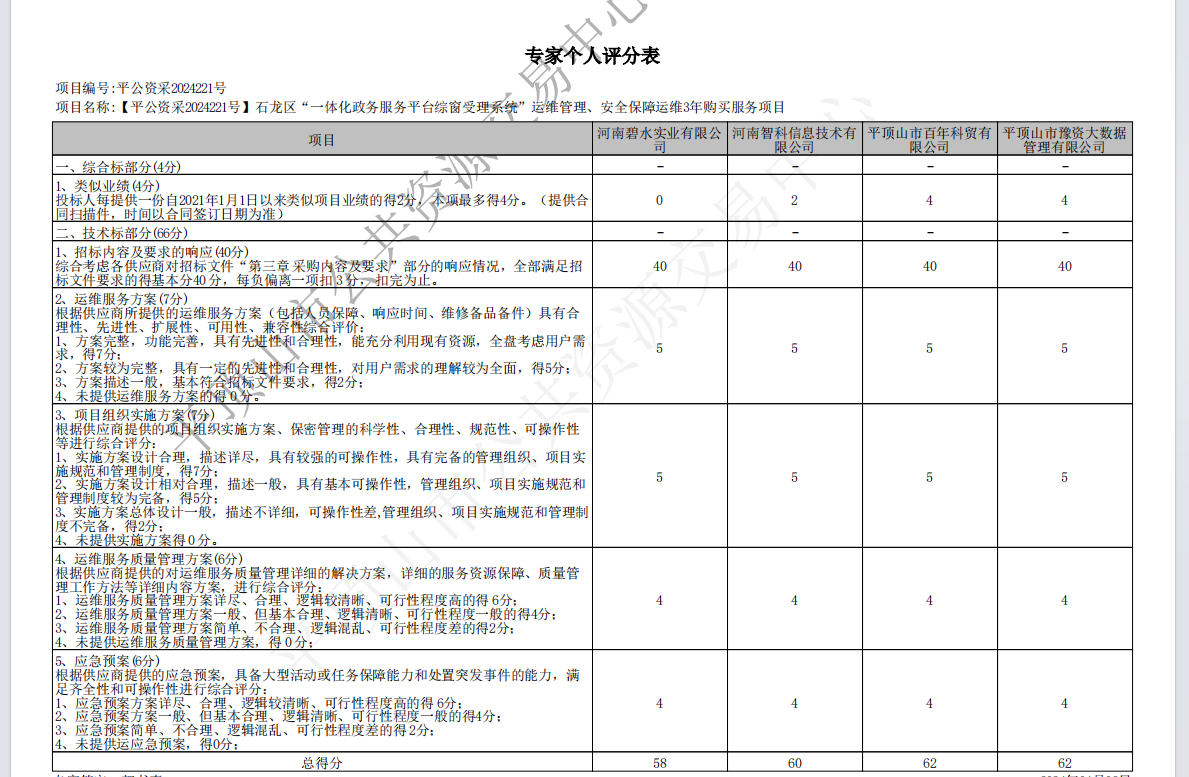 专家个人评分表
项目编号:平公资采2024221号
项目名称:【平公资采2024221号】石龙区“一体化政务服务平台综窗受理系统”运维管理、安全保障运维3年购买服务项目
项目 河南碧水实业有限公司 河南智科信息技术有限公司 平顶山市百年科贸有限公司 平顶山市豫资大数据管理有限公司
一、综合标部分(4分) - - - -
1、类似业绩(4分)
投标人每提供一份自2021年1月1日以来类似项目业绩的得2分，本项最多得4分。（提供合
同扫描件，时间以合同签订日期为准）
0 2 4 4
二、技术标部分(66分) - - - -
1、招标内容及要求的响应(40分)
综合考虑各供应商对招标文件“第三章 采购内容及要求”部分的响应情况，全部满足招
标文件要求的得基本分40 分，每负偏离一项扣 3 分，扣完为止。
40 40 40 40
2、运维服务方案(7分)
根据供应商所提供的运维服务方案（包括人员保障、响应时间、维修备品备件）具有合
理性、先进性、扩展性、可用性、兼容性综合评价：
1、方案完整，功能完善，具有先进性和合理性，能充分利用现有资源，全盘考虑用户需
求，得7分；
2、方案较为完整，具有一定的先进性和合理性，对用户需求的理解较为全面，得5分；
3、方案描述一般，基本符合招标文件要求，得2分；
4、未提供运维服务方案的得 0 分。
5 5 5 5
3、项目组织实施方案(7分)
根据供应商提供的项目组织实施方案、保密管理的科学性、合理性、规范性、可操作性
等进行综合评分：
1、实施方案设计合理，描述详尽，具有较强的可操作性，具有完备的管理组织、项目实
施规范和管理制度，得7分；
2、实施方案设计相对合理，描述一般，具有基本可操作性，管理组织、项目实施规范和
管理制度较为完备，得5分；
3、实施方案总体设计一般，描述不详细，可操作性差,管理组织、项目实施规范和管理制
度不完备，得2分；
4、未提供实施方案得 0 分。
5 5 5 5
4、运维服务质量管理方案(6分)
根据供应商提供的对运维服务质量管理详细的解决方案，详细的服务资源保障、质量管
理工作方法等详细内容方案，进行综合评分：
1、运维服务质量管理方案详尽、合理、逻辑较清晰、可行性程度高的得 6分；
2、运维服务质量管理方案一般、但基本合理、逻辑清晰、可行性程度一般的得4分；
3、运维服务质量管理方案简单、不合理、逻辑混乱、可行性程度差的得2分；
4、未提供运维服务质量管理方案，得 0 分；
4 4 4 4
5、应急预案(6分)
根据供应商提供的应急预案，具备大型活动或任务保障能力和处置突发事件的能力，满
足齐全性和可操作性进行综合评分：
1、应急预案方案详尽、合理、逻辑较清晰、可行性程度高的得 6分；
2、应急预案方案一般、但基本合理、逻辑清晰、可行性程度一般的得4分；
3、应急预案简单、不合理、逻辑混乱、可行性程度差的得 2分；
4、未提供运应急预案，得0分；
4 4 4 4
总得分 58 60 62 62
平顶山市公共资源交易中心
平顶山市公共资源交易中心